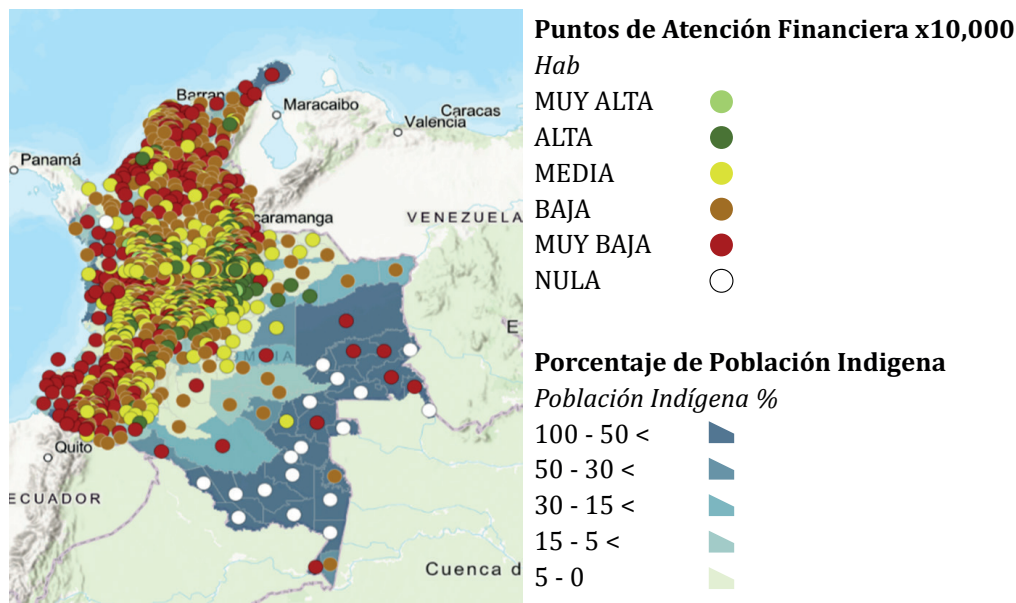 Barran
Maracaibo
Caracas
Valencia
Panamá
caramanga
VENEZUELA
E
Quito
ECUADOR
Cuenca d
Puntos de Atención Financiera x10,000
Hab
MUY ALTA
ALTA
MEDIA
BAJA
MUY BAJA
NULA
Porcentaje de Población Indigena
Población Indígena %
100 - 50 <
50 - 30 <
30 - 15 <
15 - 5 <
5 - 0